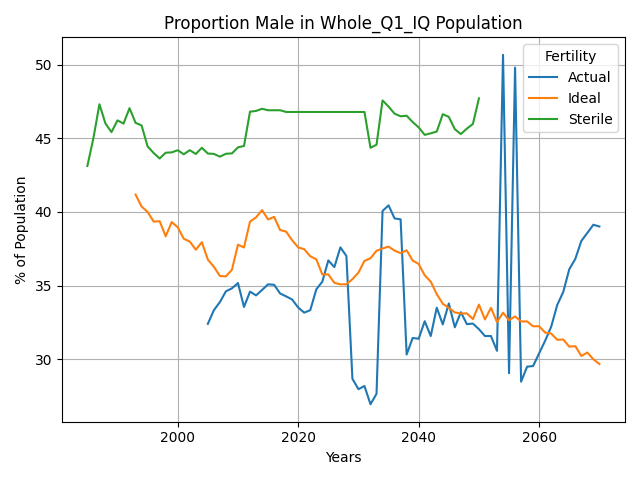 Proportion Male in Whole_Q1_IQ Population
% of Population
50
45
40
35
30
2000
2020
2040
2060
Years
Fertility
Actual
Ideal
Sterile